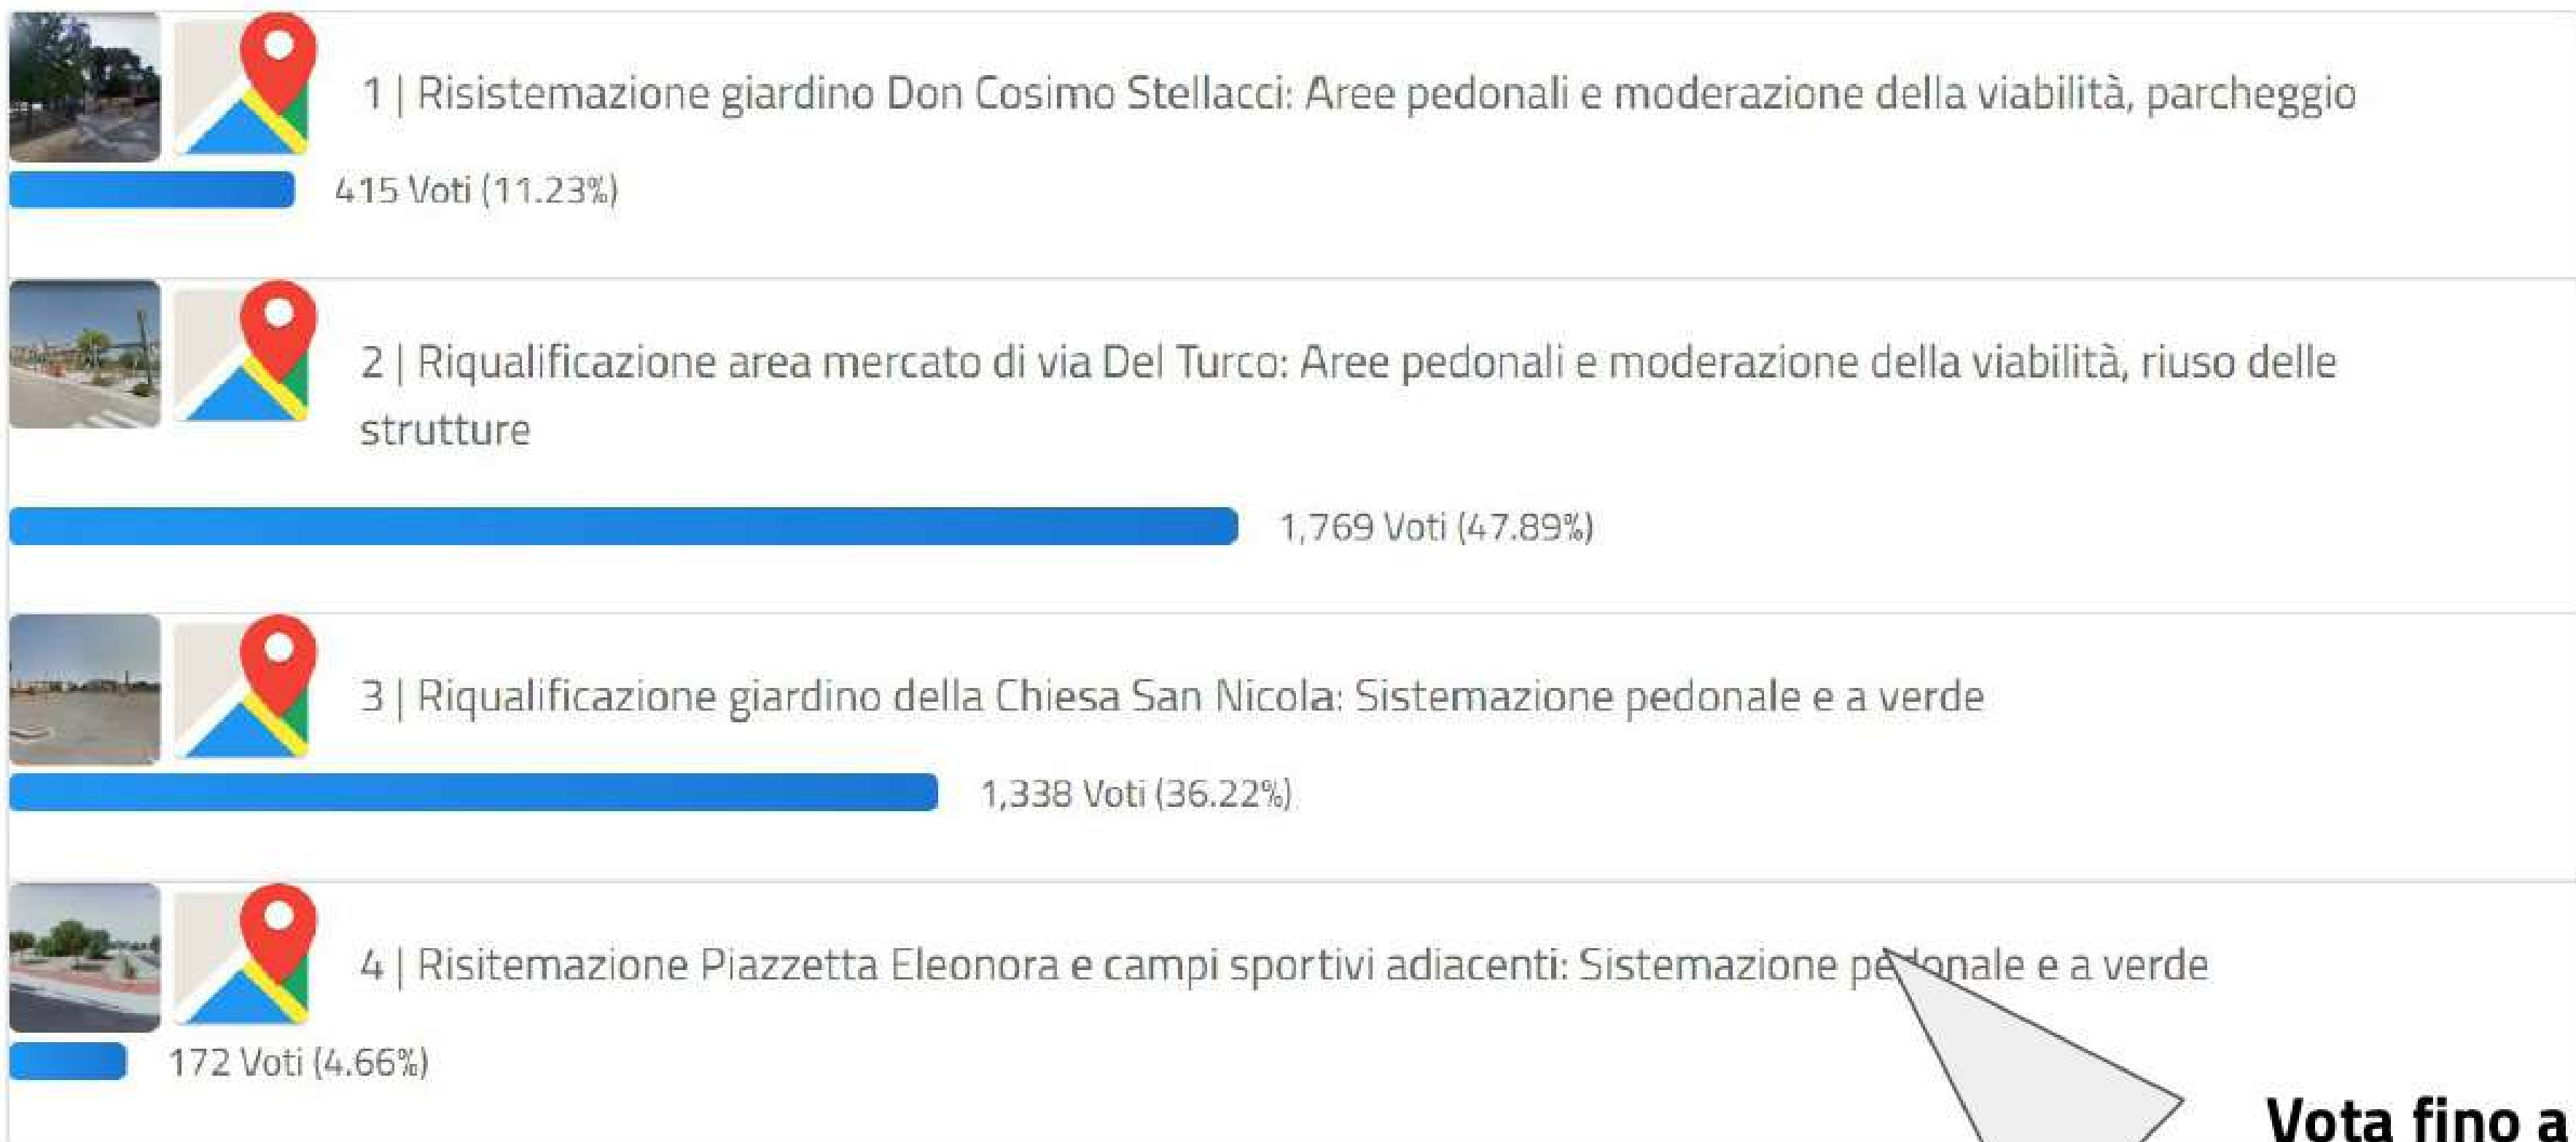 1 | Risistemazione giardino Don Cosimo Stellacci: Aree pedonali e moderazione della viabilità, parcheggio
415 Voti (11.23%)
2 | Riqualificazione area mercato di via Del Turco: Aree pedonali e moderazione della viabilità, riuso delle
strutture
1,769 Voti (47.89%)
3 | Riqualificazione giardino della Chiesa San Nicola: Sistemazione pedonale e a verde
1,338 Voti (36.22%)
4 | Risitemazione Piazzetta Eleonora e campi sportivi adiacenti: Sistemazione pedonale e a verde
172 Voti (4.66%)
Vota fino a